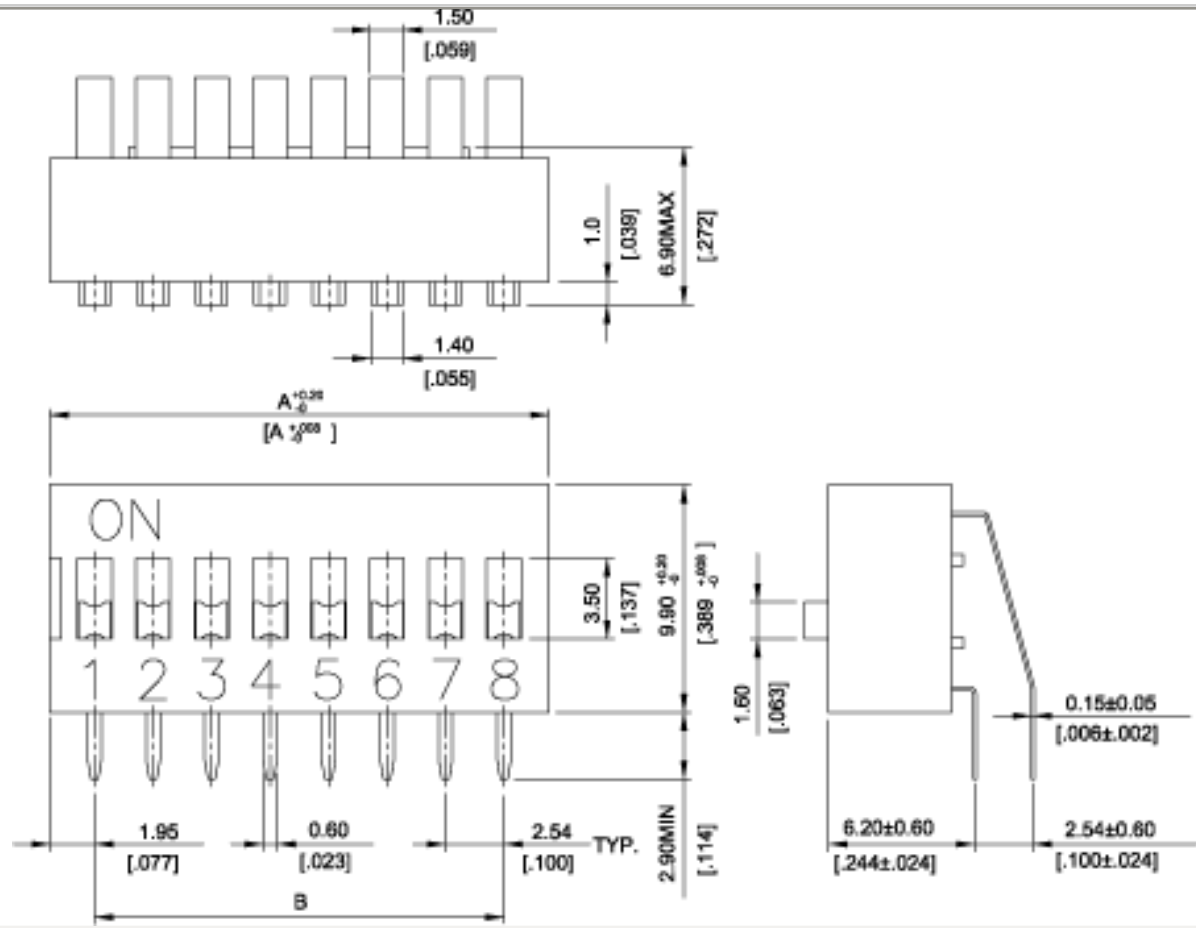 1.50
[.059]
1.0
[.039]
6.90MAX
[.272]
1.40
[.055]
A +0.20 -0
[A +.008 -0 ]
ON
1 2 3 4 5 6 7 8
3.50
[.137]
9.90 +0.20 -0
[.389 +.008 -0 ]
1.60
[.063]
0.15±0.05
[.006±.002]
1.95
[.077]
0.60
[.023]
2.54 TYP.
[.100]
2.90MIN
[.114]
6.20±0.60
[.244±.024]
2.54±0.60
[.100±.024]
B